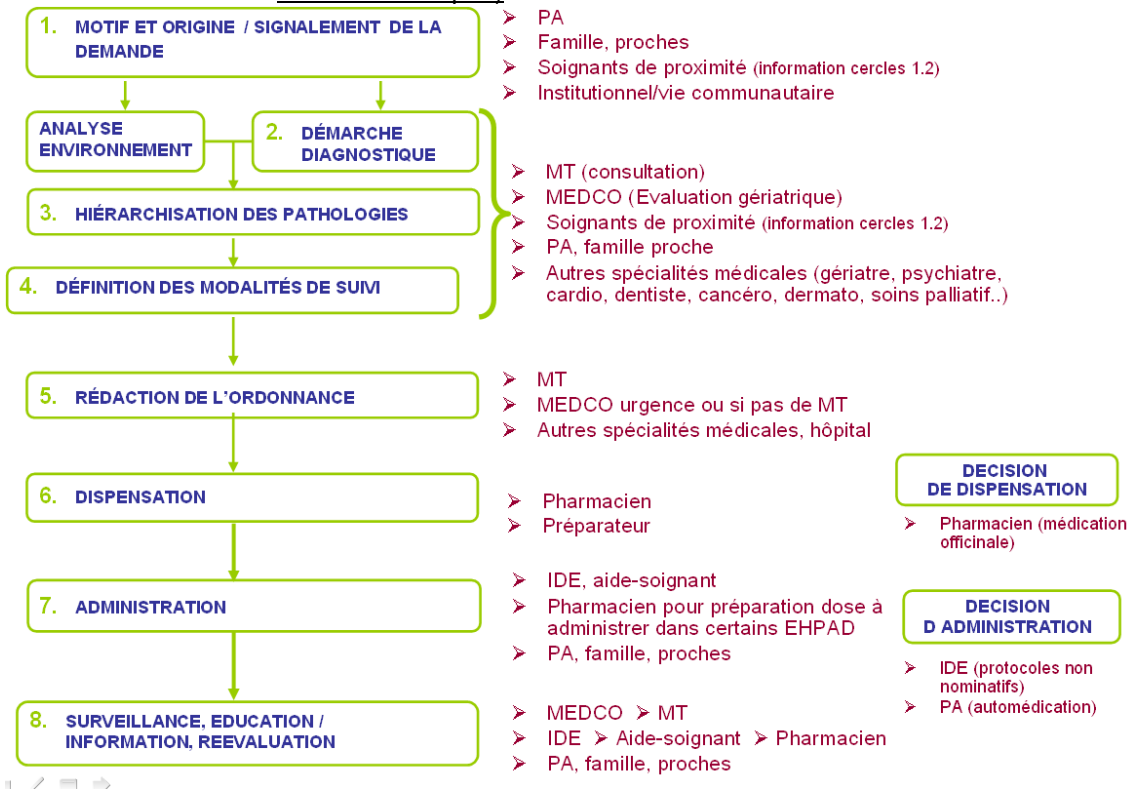 1. MOTIF ET ORIGINE / SIGNALEMENT DE LA
DEMANDE
➢ PA
➢ Famille, proches
➢ Soignants de proximité (information cercles 1.2)
➢ Institutionnel/vie communautaire
ANALYSE
ENVIRONNEMENT
2. DÉMARCHE
DIAGNOSTIQUE
3. HIÉRARCHISATION DES PATHOLOGIES
4. DÉFINITION DES MODALITÉS DE SUIVI
➢ MT (consultation)
➢ MEDCO (Evaluation gériatrique)
➢ Soignants de proximité (information cercles 1.2)
➢ PA, famille proche
➢ Autres spécialités médicales (gériatre, psychiatre,
cardio, dentiste, cancéro, dermato, soins palliatif..)
5. RÉDACTION DE L'ORDONNANCE
➢ MT
➢ MEDCO urgence ou si pas de MT
➢ Autres spécialités médicales, hôpital
6. DISPENSATION
➢ Pharmacien
➢ Préparateur
DECISION
DE DISPENSATION
➢ Pharmacien (médication
officinale)
7. ADMINISTRATION
➢ IDE, aide-soignant
➢ Pharmacien pour préparation dose à
administrer dans certains EHPAD
➢ PA, famille, proches
DECISION
D ADMINISTRATION
➢ IDE (protocoles non
nominatifs)
➢ PA (automédication)
8. SURVEILLANCE, EDUCATION /
INFORMATION, REEVALUATION
➢ MEDCO ➢ MT
➢ IDE ➢ Aide-soignant ➢ Pharmacien
➢ PA, famille, proches